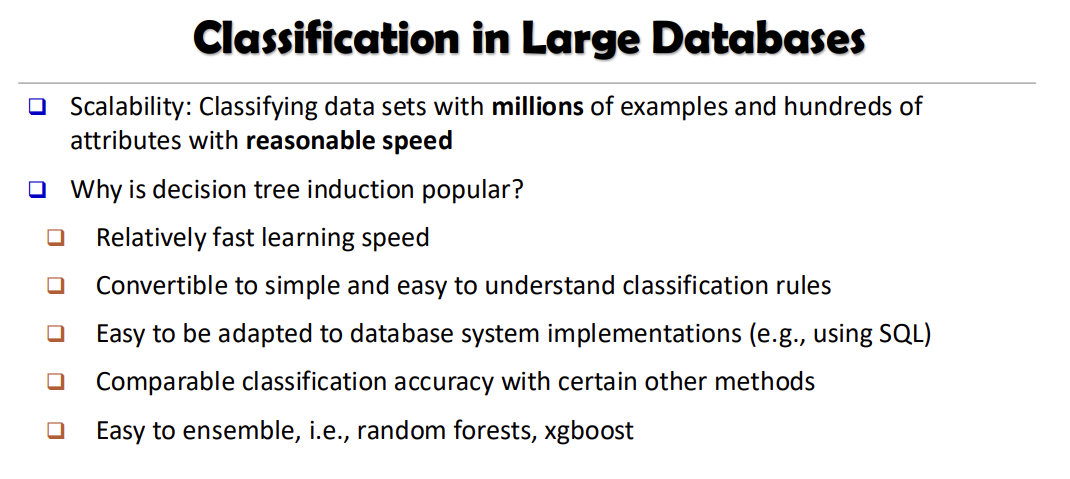 Classification in Large Databases
Scalability: Classifying data sets with millions of examples and hundreds of
attributes with reasonable speed
Why is decision tree induction popular?
Relatively fast learning speed
Convertible to simple and easy to understand classification rules
Easy to be adapted to database system implementations (e.g., using SQL)
Comparable classification accuracy with certain other methods
Easy to ensemble, i.e., random forests, xgboost